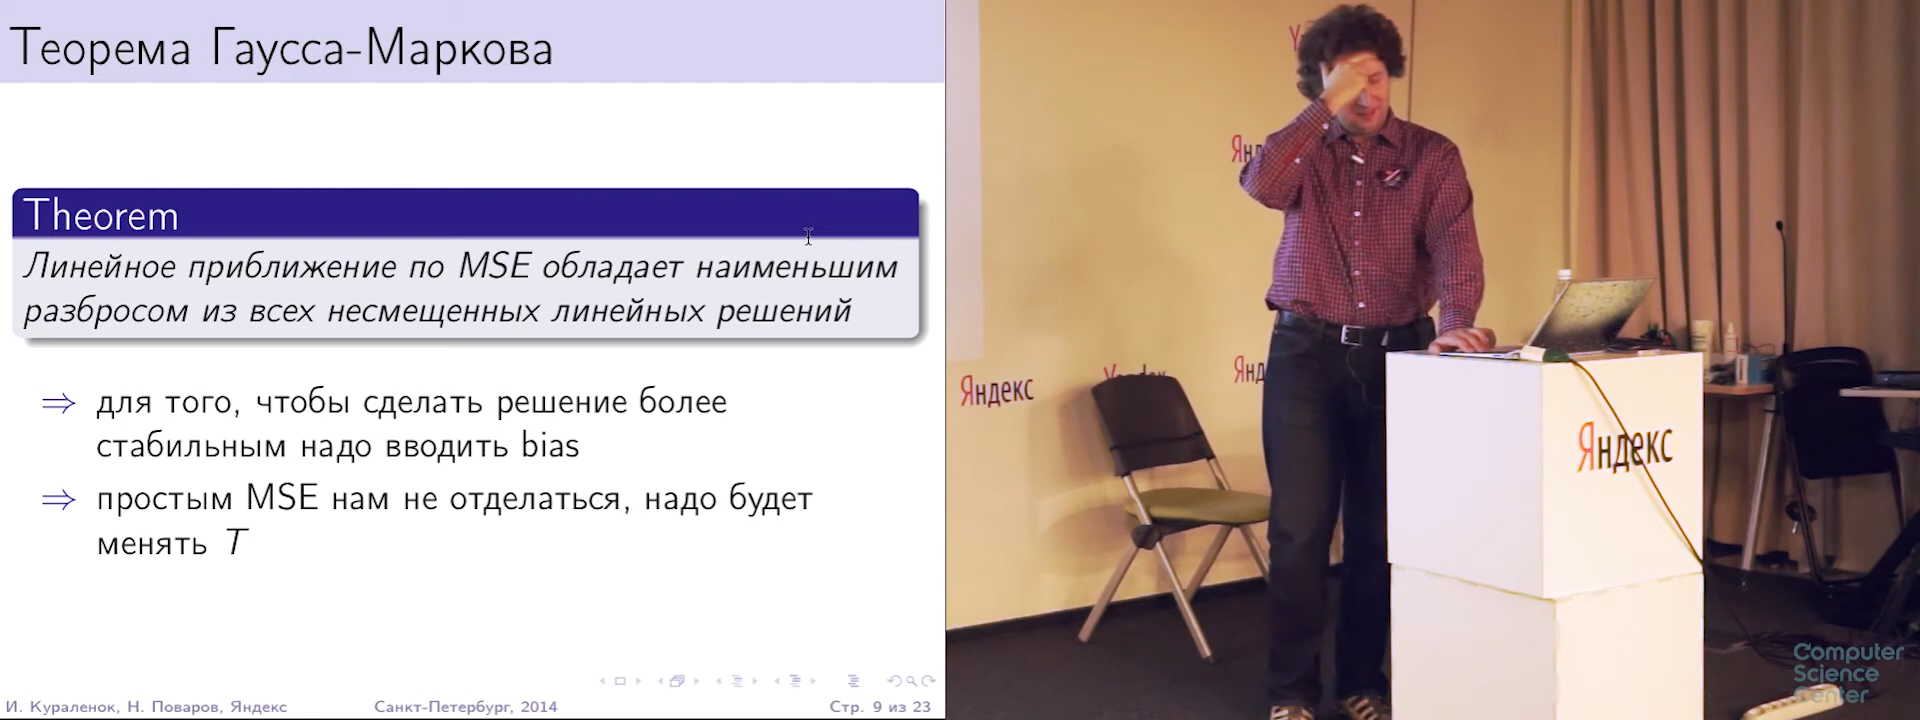 Теорема Гаусса-Маркова
Theorem
Линейное приближение по MSE обладает наименьшим
разбросом из всех несмещенных линейных решений
⇒ для того, чтобы сделать решение более
стабильным надо вводить bias
⇒ простым MSE нам не отделаться, надо будет
менять T
И. Кураленок, Н. Поваров, Яндекс Санкт-Петербург, 2014 Стр. 9 из 23
Яндекс
Яндекс
Computer
Science
Center